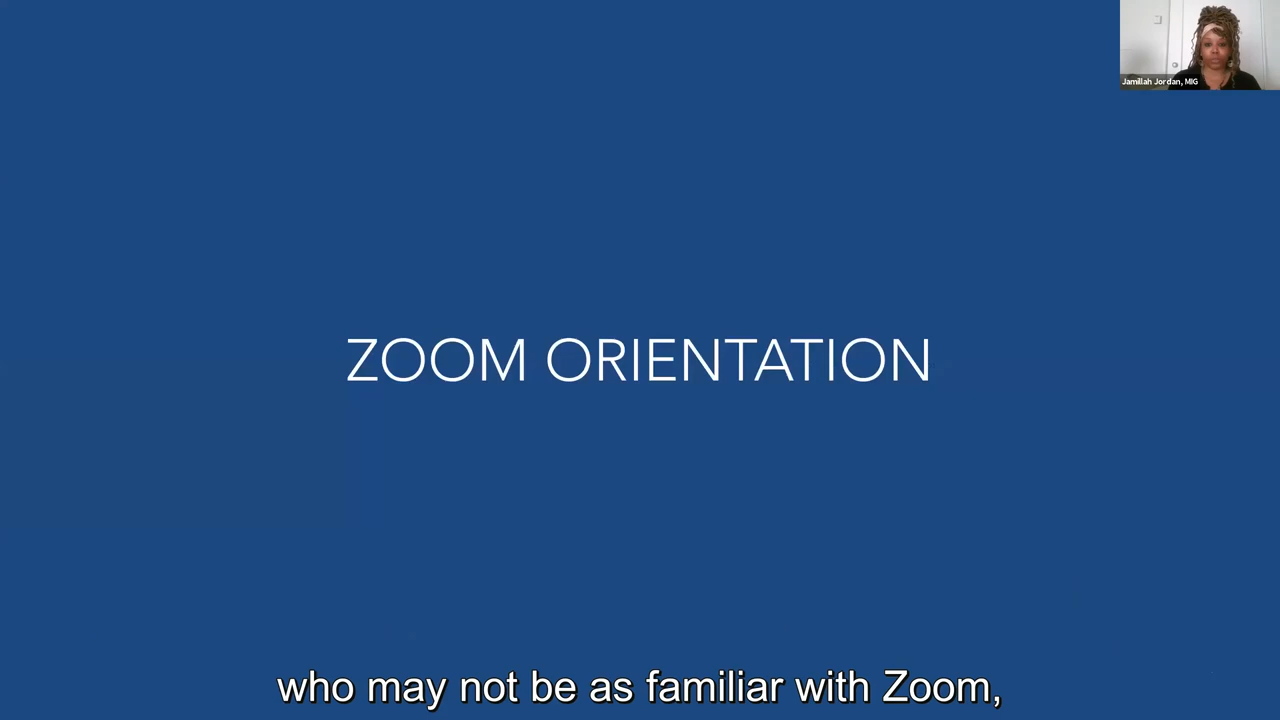 Jamillah Jordan, MIG
ZOOM ORIENTATION
who may not be as familiar with Zoom,